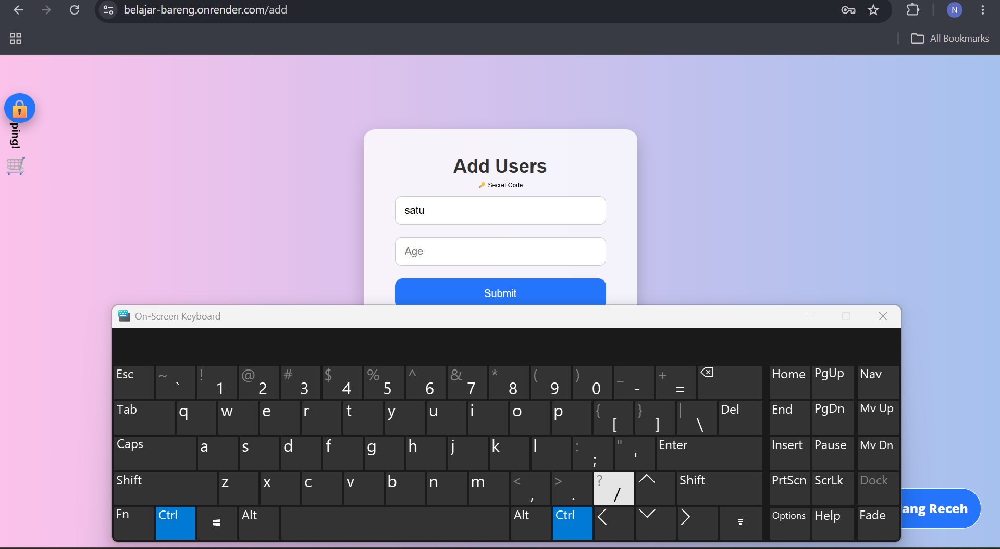 belajar-bareng.onrender.com/add
N
All Bookmarks
ping!
Add Users
🔑 Secret Code
satu
Age
Submit
On-Screen Keyboard
Esc ~ ` ! 1 @ 2 # 3 $ 4 % 5 ^ 6 & 7 * 8 ( 9 ) 0 _ - + = Home PgUp Nav
Tab q w e r t y u i o p { [ } ] | \ Del End PgDn Mv Up
Caps a s d f g h j k l : ; " ' Enter Insert Pause Mv Dn
Shift z x c v b n m < , > . ? / Shift PrtScn ScrLk Dock
Fn Ctrl Alt Alt Ctrl Options Help Fade
ang Receh